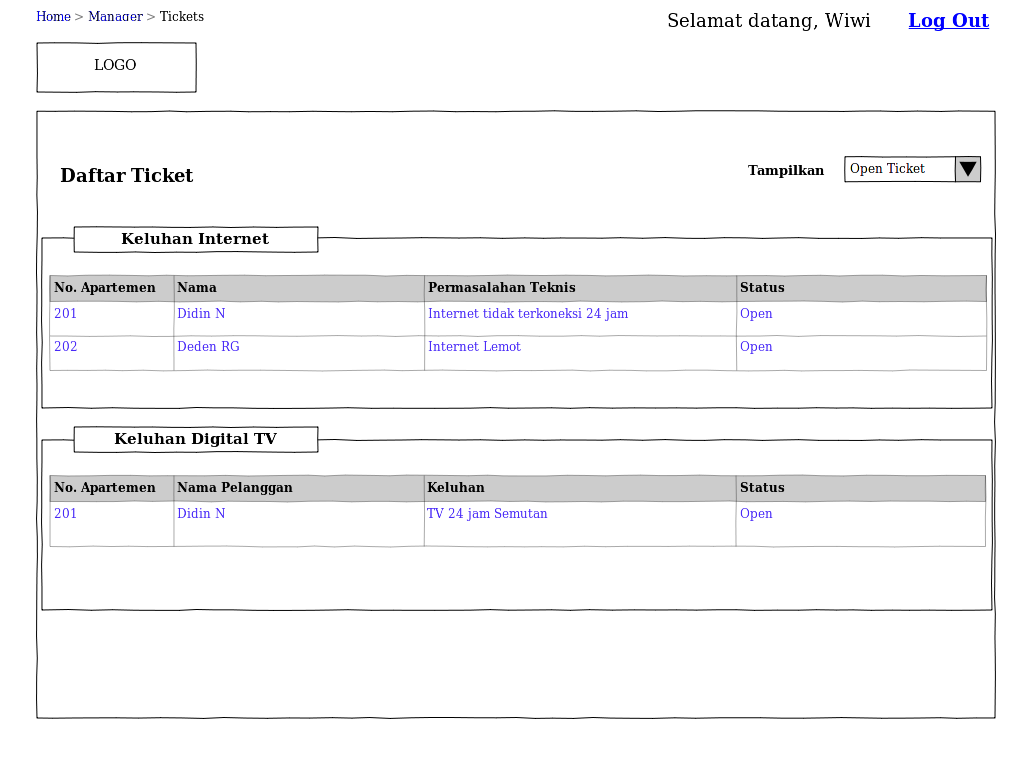 Home > Manager > Tickets
Selamat datang, Wiwi Log Out
LOGO
Daftar Ticket
Tampilkan Open Ticket
Keluhan Internet
No. Apartemen Nama Permasalahan Teknis Status
201 Didin N Internet tidak terkoneksi 24 jam Open
202 Deden RG Internet Lemot Open
Keluhan Digital TV
No. Apartemen Nama Pelanggan Keluhan Status
201 Didin N TV 24 jam Semutan Open